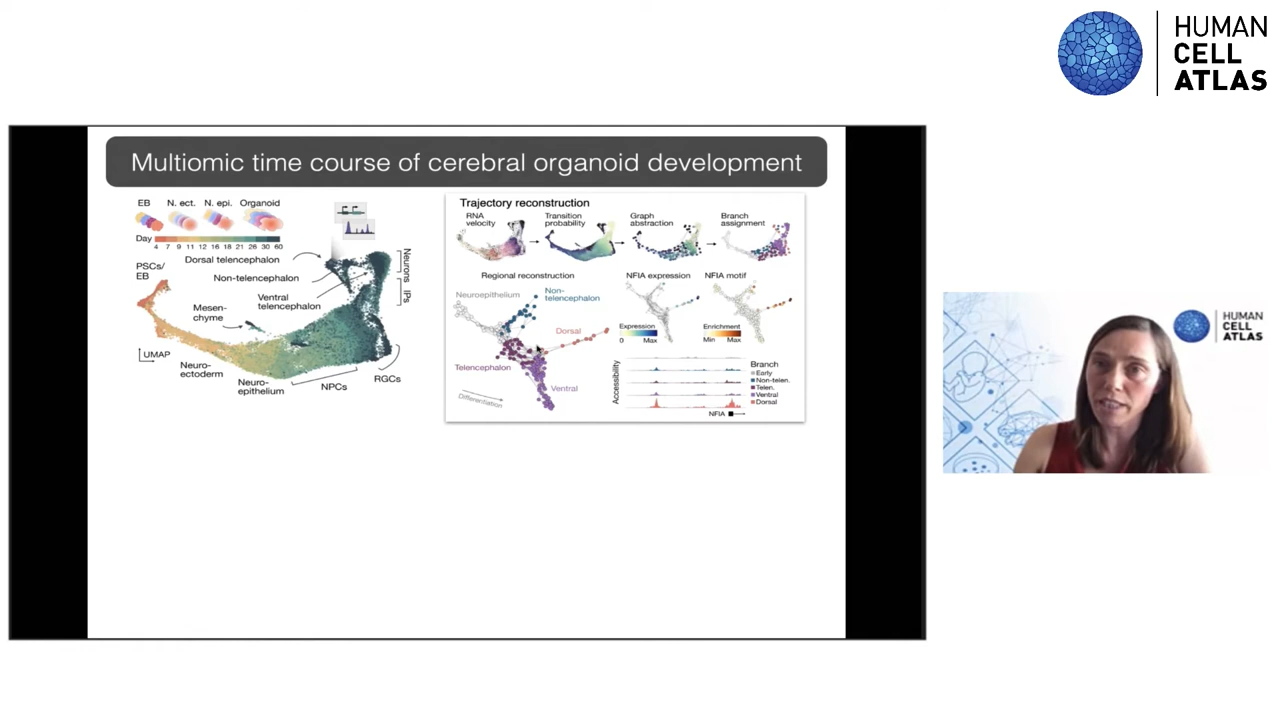 HUMAN
CELL
ATLAS
Multiomic time course of cerebral organoid development
EB N. ect. N. epi. Organoid
Day
4 7 9 11 12 16 18 21 26 30 60
Dorsal telencephalon
PSCs/
EB
Non-telencephalon
Ventral
telencephalon
Mesen-
chyme
Neurons
IPs
UMAP
Neuro-
ectoderm
Neuro-
epithelium
NPCs
RGCs
Trajectory reconstruction
RNA
velocity
Transition
probability
Graph
abstraction
Branch
assignment
Regional reconstruction
NFIA expression
NFIA motif
Neuroepithelium
Non-
telencephalon
Dorsal
Telencephalon
Ventral
Differentiation
Expression
0 Max
Enrichment
Min Max
Accessibility
Branch
Early
Non-telen.
Telen.
Ventral
Dorsal
NFIA
HUMAN
CELL
ATLAS